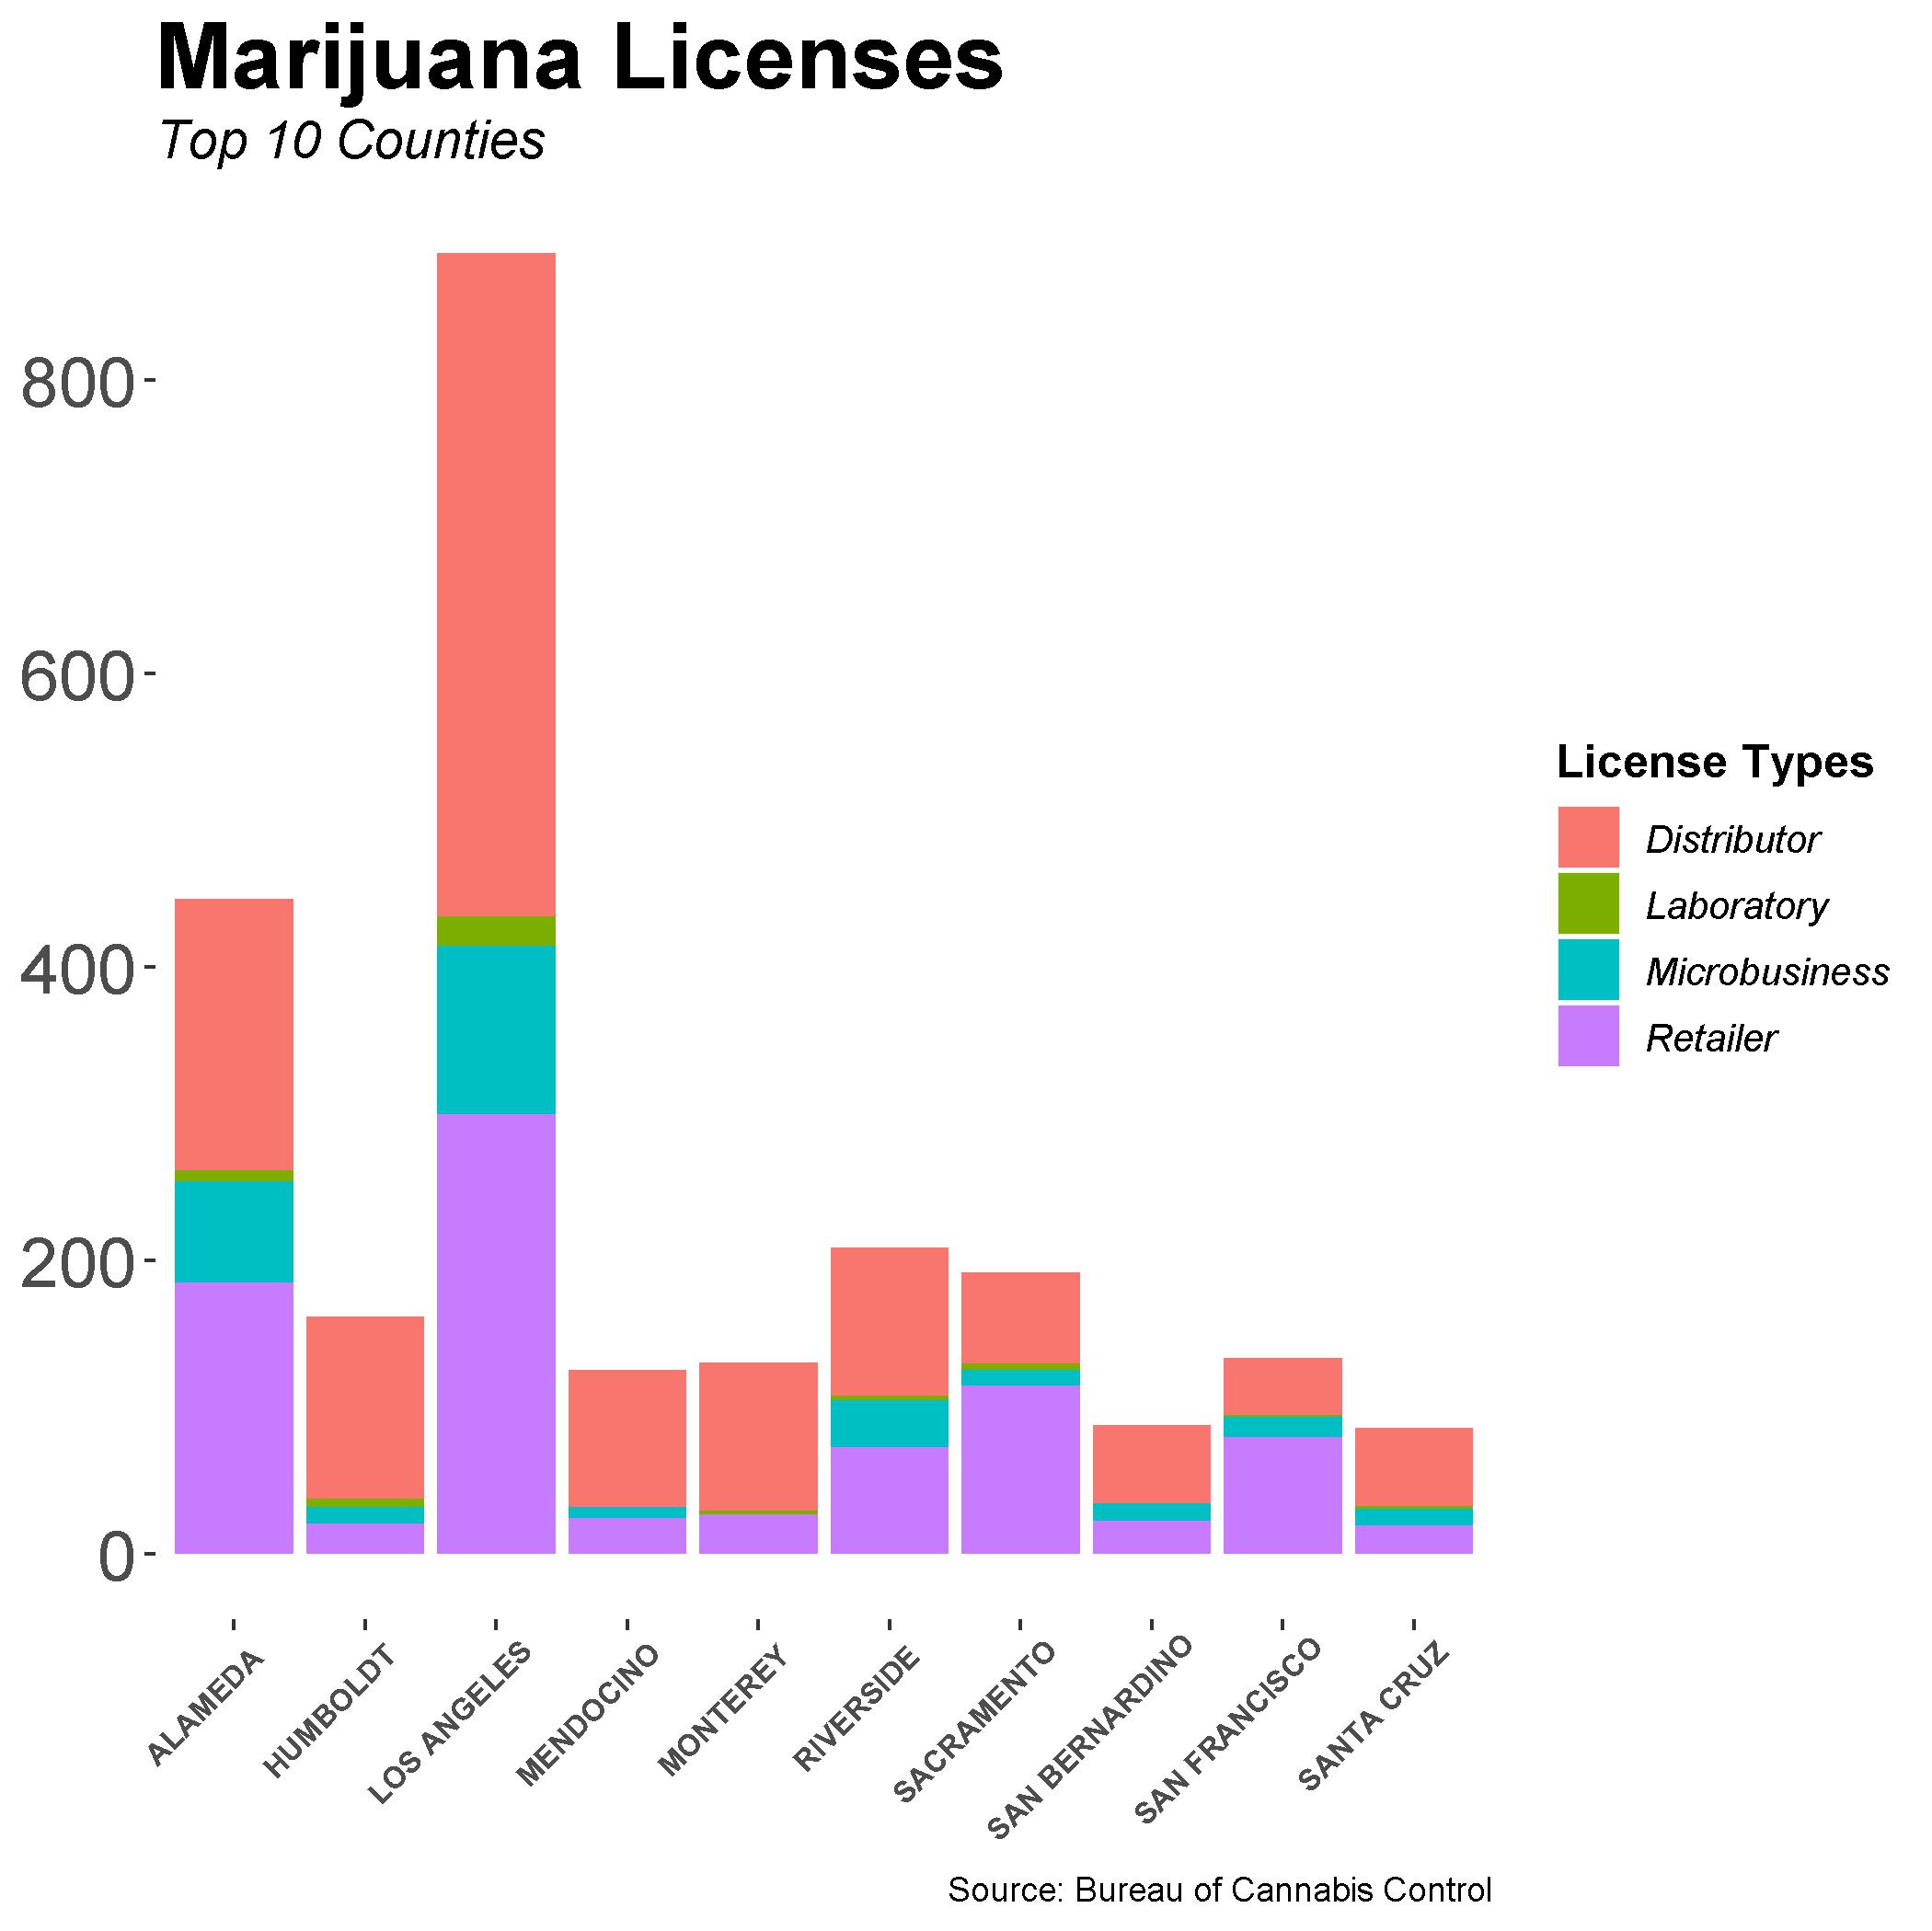 Marijuana Licenses
Top 10 Counties
800
600
400
200
0
License Types
Distributor
Laboratory
Microbusiness
Retailer
ALAMEDA
HUMBOLDT
LOS ANGELES
MENDOCINO
MONTEREY
RIVERSIDE
SACRAMENTO
SAN BERNARDINO
SAN FRANCISCO
SANTA CRUZ
Source: Bureau of Cannabis Control